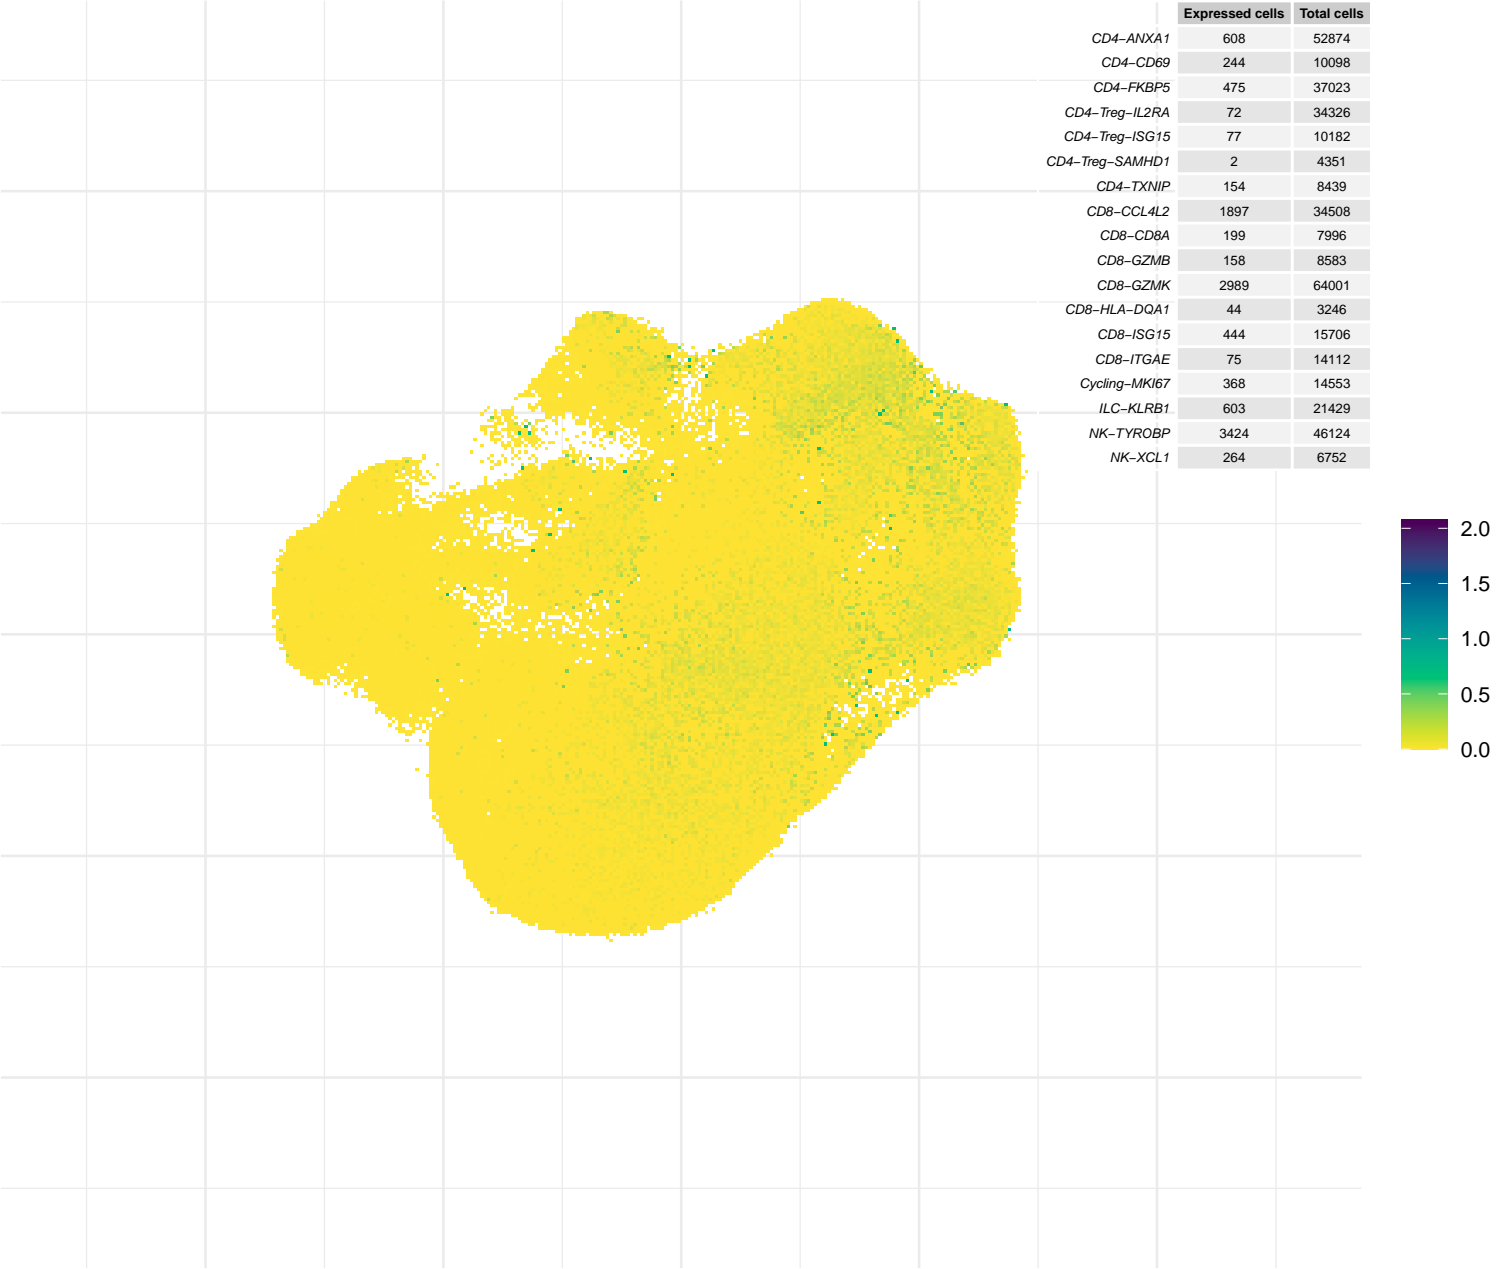 Expressed cells Total cells
CD4−ANXA1 608 52874
CD4−CD69 244 10098
CD4−FKBP5 475 37023
CD4−Treg−IL2RA 72 34326
CD4−Treg−ISG15 77 10182
CD4−Treg−SAMHD1 2 4351
CD4−TXNIP 154 8439
CD8−CCL4L2 1897 34508
CD8−CD8A 199 7996
CD8−GZMB 158 8583
CD8−GZMK 2989 64001
CD8−HLA−DQA1 44 3246
CD8−ISG15 444 15706
CD8−ITGAE 75 14112
Cycling−MKI67 368 14553
ILC−KLRB1 603 21429
NK−TYROBP 3424 46124
NK−XCL1 264 6752
2.0
1.5
1.0
0.5
0.0